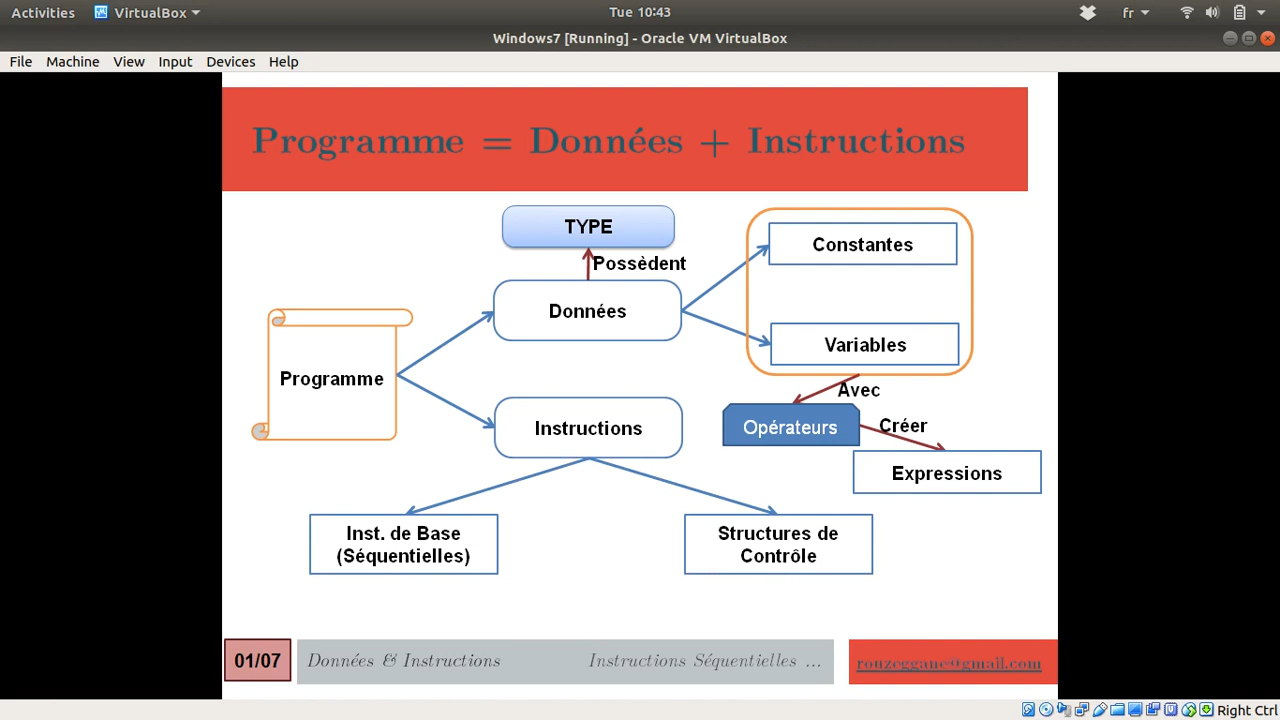 Activities VirtualBox Tue 10:43 fr
Windows7 [Running] - Oracle VM VirtualBox
File Machine View Input Devices Help
Programme = Données + Instructions
TYPE
Possèdent
Constantes
Données
Variables
Programme
Avec
Instructions
Opérateurs
Créer
Expressions
Inst. de Base
(Séquentielles)
Structures de
Contrôle
01/07 Données & Instructions Instructions Séquentielles ... rouzeggane@gmail.com
Right Ctrl